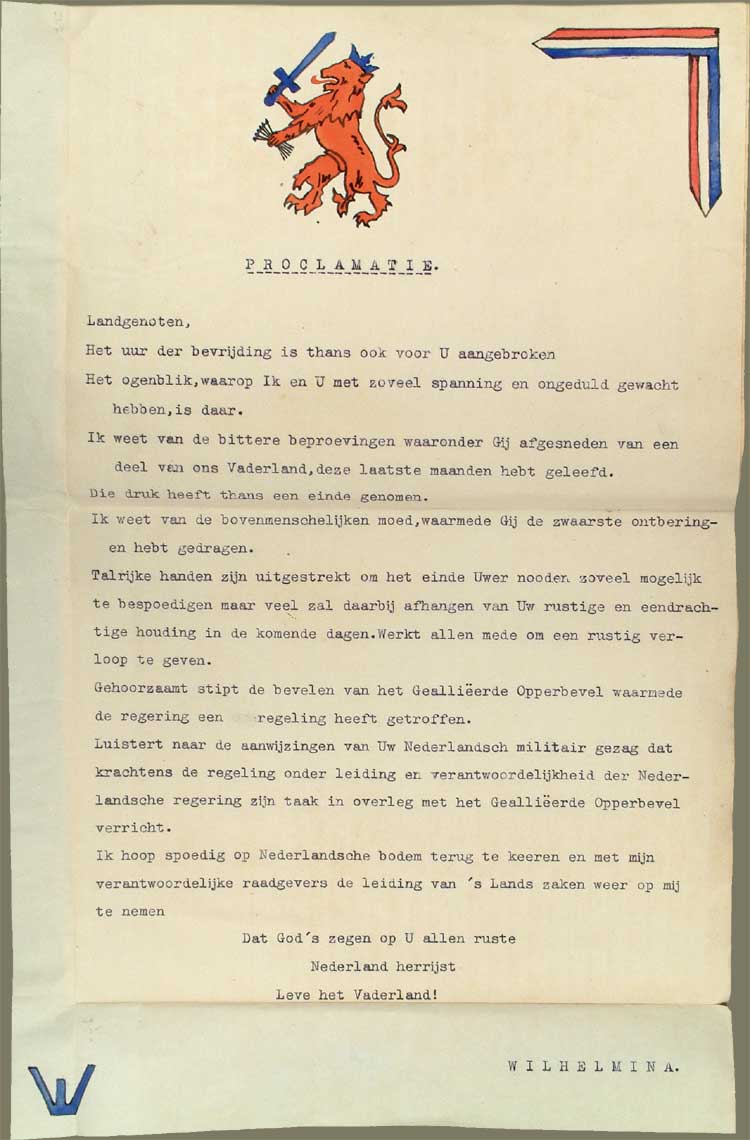 PROCLAMATIE.
Landgenoten,
Het uur der bevrijding is thans ook voor U aangebroken
Het ogenblik,waarop Ik en U met zoveel spanning en ongeduld gewacht
hebben,is daar.
Ik weet van de bittere beproevingen waaronder Gij afgesneden van een
deel van ons Vaderland,deze laatste maanden hebt geleefd.
Die druk heeft thans een einde genomen.
Ik weet van de bovenmenschelijken moed,waarmede Gij de zwaarste ontbering-
en hebt gedragen.
Talrijke handen zijn uitgestrekt om het einde Uwer nooden zoveel mogelijk
te bespoedigen maar veel zal daarbij afhangen van Uw rustige en eendrach-
tige houding in de komende dagen.Werkt allen mede om een rustig ver-
loop te geven.
Gehoorzaamt stipt de bevelen van het Geallieërde Opperbevel waarmede
de regering een regeling heeft getroffen.
Luistert naar de aanwijzingen van Uw Nederlandsch militair gezag dat
krachtens de regeling onder leiding en verantwoordelijkheid der Neder-
landsche regering zijn taak in overleg met het Geallieërde Opperbevel
verricht.
Ik hoop spoedig op Nederlandsche bodem terug te keeren en met mijn
verantwoordelijke raadgevers de leiding van 's Lands zaken weer op mij
te nemen
Dat God's zegen op U allen ruste
Nederland herrijst
Leve het Vaderland!
WILHELMINA.
W